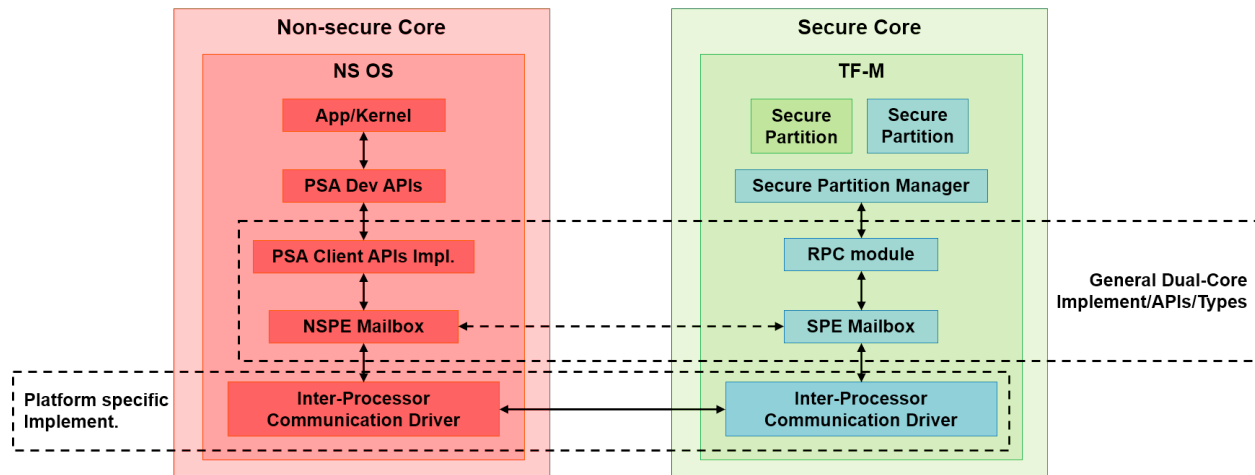 Non-secure Core
NS OS
App/Kernel
PSA Dev APIs
PSA Client APIs Impl.
NSPE Mailbox
Inter-Processor
Communication Driver
Secure Core
TF-M
Secure
Partition
Secure
Partition
Secure Partition Manager
RPC module
SPE Mailbox
Inter-Processor
Communication Driver
General Dual-Core
Implement/APIs/Types
Platform specific
Implement.